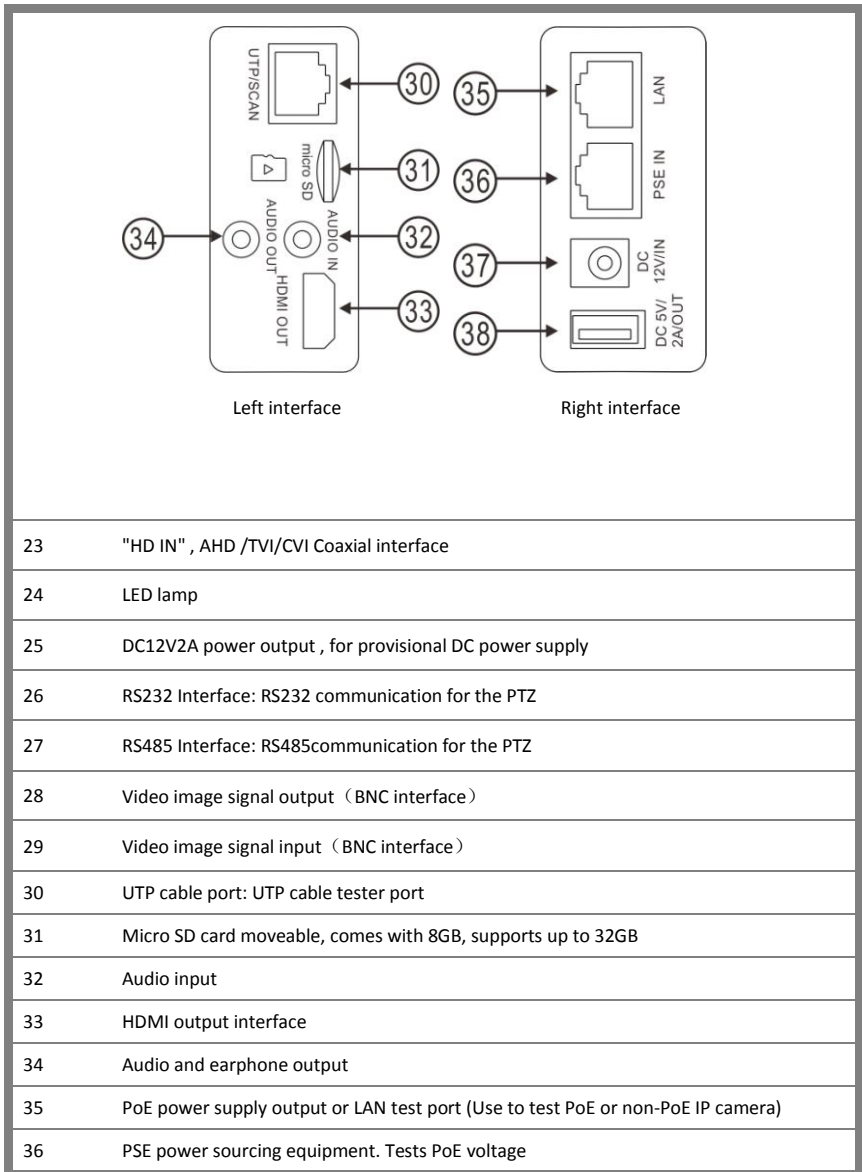 UTP/SCAN
30
micro SD
31
34
AUDIO OUT
AUDIO IN
32
HDMI OUT
33
35
LAN
36
PSE IN
37
DC
12V/IN
38
DC 5V/
2A/OUT
Left interface
Right interface
23 "HD IN" , AHD /TVI/CVI Coaxial interface
24 LED lamp
25 DC12V2A power output , for provisional DC power supply
26 RS232 Interface: RS232 communication for the PTZ
27 RS485 Interface: RS485communication for the PTZ
28 Video image signal output（BNC interface）
29 Video image signal input（BNC interface）
30 UTP cable port: UTP cable tester port
31 Micro SD card moveable, comes with 8GB, supports up to 32GB
32 Audio input
33 HDMI output interface
34 Audio and earphone output
35 PoE power supply output or LAN test port (Use to test PoE or non-PoE IP camera)
36 PSE power sourcing equipment. Tests PoE voltage